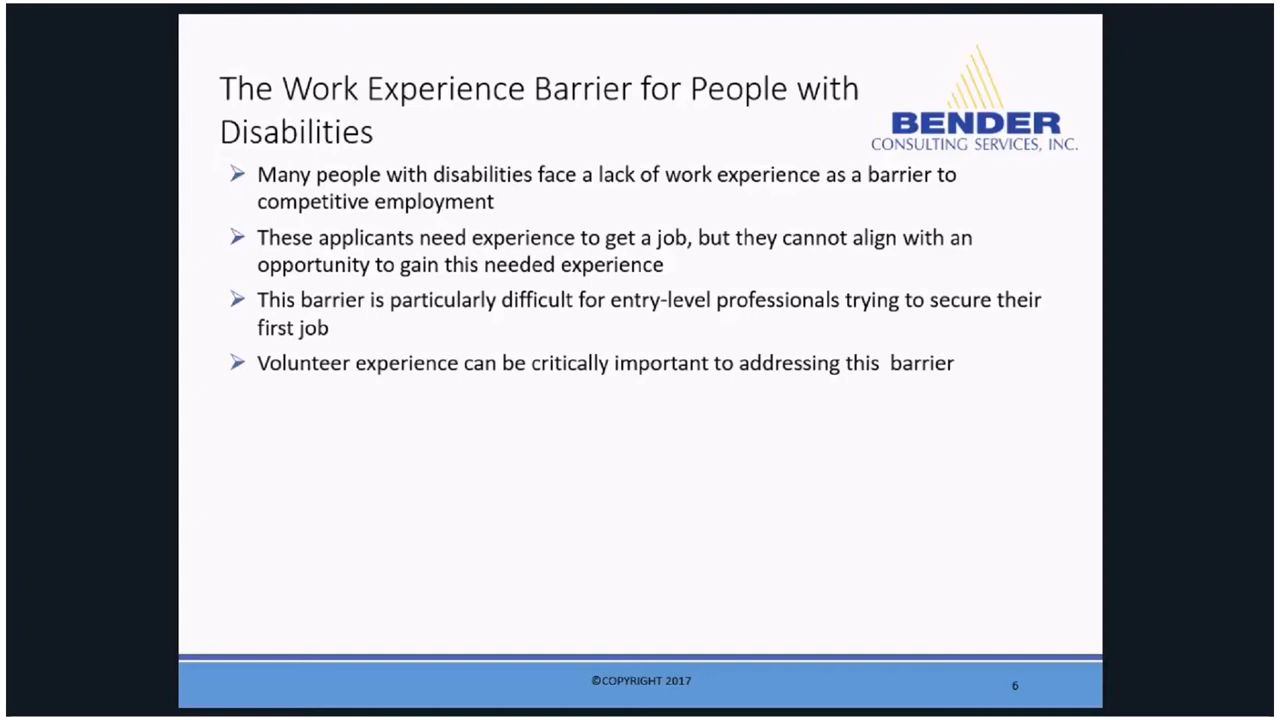 The Work Experience Barrier for People with
Disabilities
BENDER
CONSULTING SERVICES, INC.
Many people with disabilities face a lack of work experience as a barrier to
competitive employment
These applicants need experience to get a job, but they cannot align with an
opportunity to gain this needed experience
This barrier is particularly difficult for entry-level professionals trying to secure their
first job
Volunteer experience can be critically important to addressing this  barrier
©COPYRIGHT 2017
6